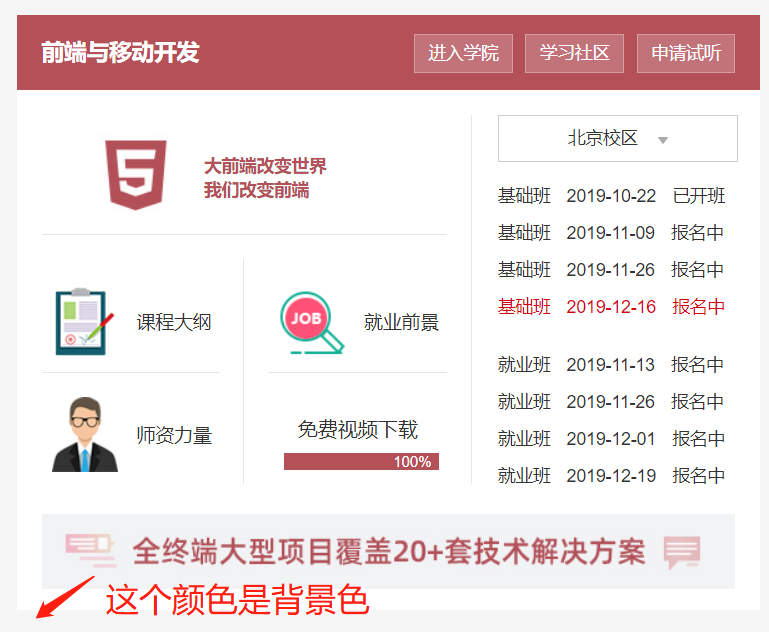 前端与移动开发 进入学院 学习社区 申请试听
5 大前端改变世界
我们改变前端
课程大纲
JOB 就业前景
师资力量
免费视频下载
100%
北京校区
基础班 2019-10-22 已开班
基础班 2019-11-09 报名中
基础班 2019-11-26 报名中
基础班 2019-12-16 报名中
就业班 2019-11-13 报名中
就业班 2019-11-26 报名中
就业班 2019-12-01 报名中
就业班 2019-12-19 报名中
全终端大型项目覆盖20+套技术解决方案
这个颜色是背景色